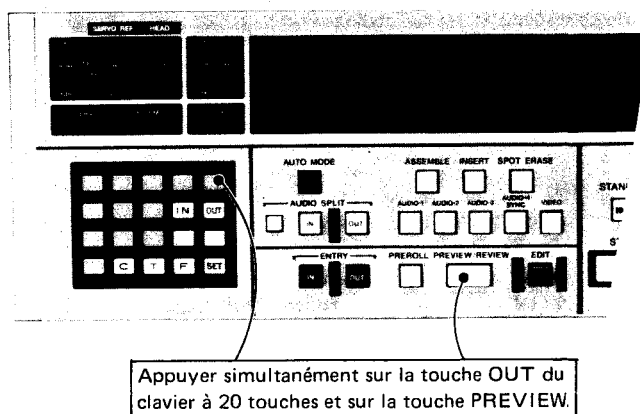 SERVO REF HEAD
AUTO MODE
ASSEMBLE INSERT SPOT ERASE
STAN
AUDIO SPLIT
IN OUT
AUDIO-1 AUDIO-2 AUDIO-3 AUDIO-4 SYNC VIDEO
IN OUT
ENTRY
PREROLL PREVIEW/REVIEW
EDIT
IN OUT
C T F SET
Appuyer simultanément sur la touche OUT du
clavier à 20 touches et sur la touche PREVIEW.